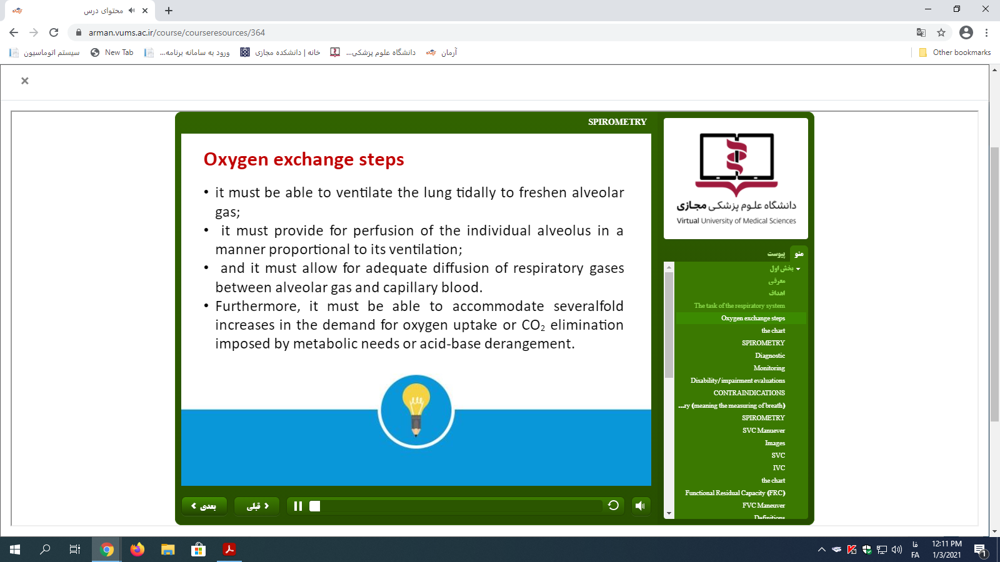 محتوای درس
arman.vums.ac.ir/course/courseresources/364
سیستم اتوماسیون
New Tab
ورود به سامانه برنامه...
خانه | دانشکده مجازی
دانشگاه علوم پزشکی...
آرمان
Other bookmarks
SPIROMETRY
Oxygen exchange steps
• it must be able to ventilate the lung tidally to freshen alveolar
gas;
• it must provide for perfusion of the individual alveolus in a
manner proportional to its ventilation;
• and it must allow for adequate diffusion of respiratory gases
between alveolar gas and capillary blood.
• Furthermore, it must be able to accommodate severalfold
increases in the demand for oxygen uptake or CO₂ elimination
imposed by metabolic needs or acid-base derangement.
بعدی
قبلی
دانشگاه علوم پزشکی مجازی
Virtual University of Medical Sciences
منو
پیوست
بخش اول
معرفی
اهداف
The task of the respiratory system
Oxygen exchange steps
the chart
SPIROMETRY
Diagnostic
Monitoring
Disability/ impairment evaluations
CONTRAINDICATIONS
...ry (meaning the measuring of breath)
SPIROMETRY
SVC Manuever
Images
SVC
IVC
the chart
Functional Residual Capacity (FRC)
FVC Maneuver
Definitions
فا
FA
12:11 PM
1/3/2021
1